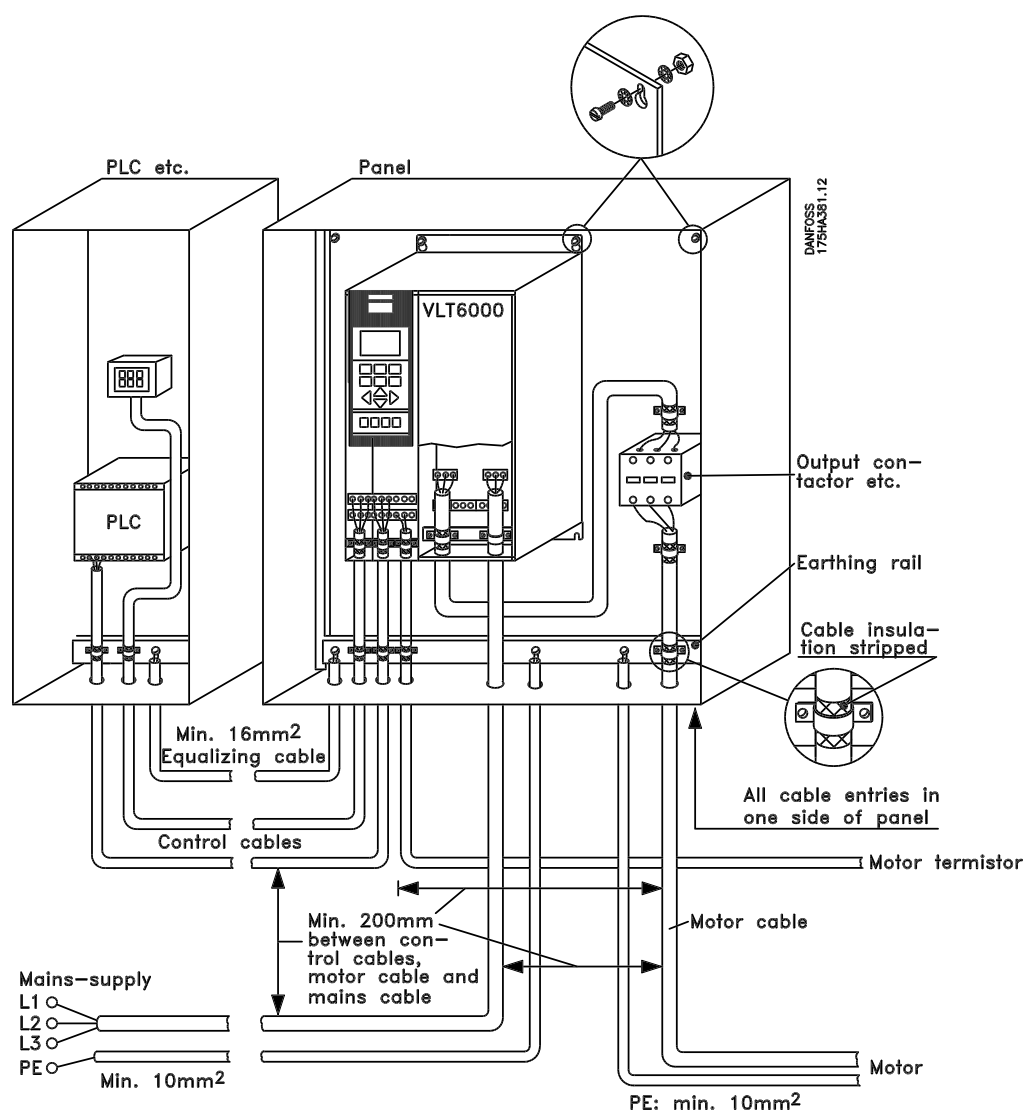 PLC etc.
Panel
DANFOSS
175HA381.12
VLT6000
PLC
Output con–
tactor etc.
Earthing rail
Cable insula–
tion stripped
Min. 16mm²
Equalizing cable
All cable entries in
one side of panel
Control cables
Motor termistor
Min. 200mm
between con–
trol cables,
motor cable and
mains cable
Motor cable
Mains–supply
L1
L2
L3
PE
Min. 10mm²
Motor
PE: min. 10mm²